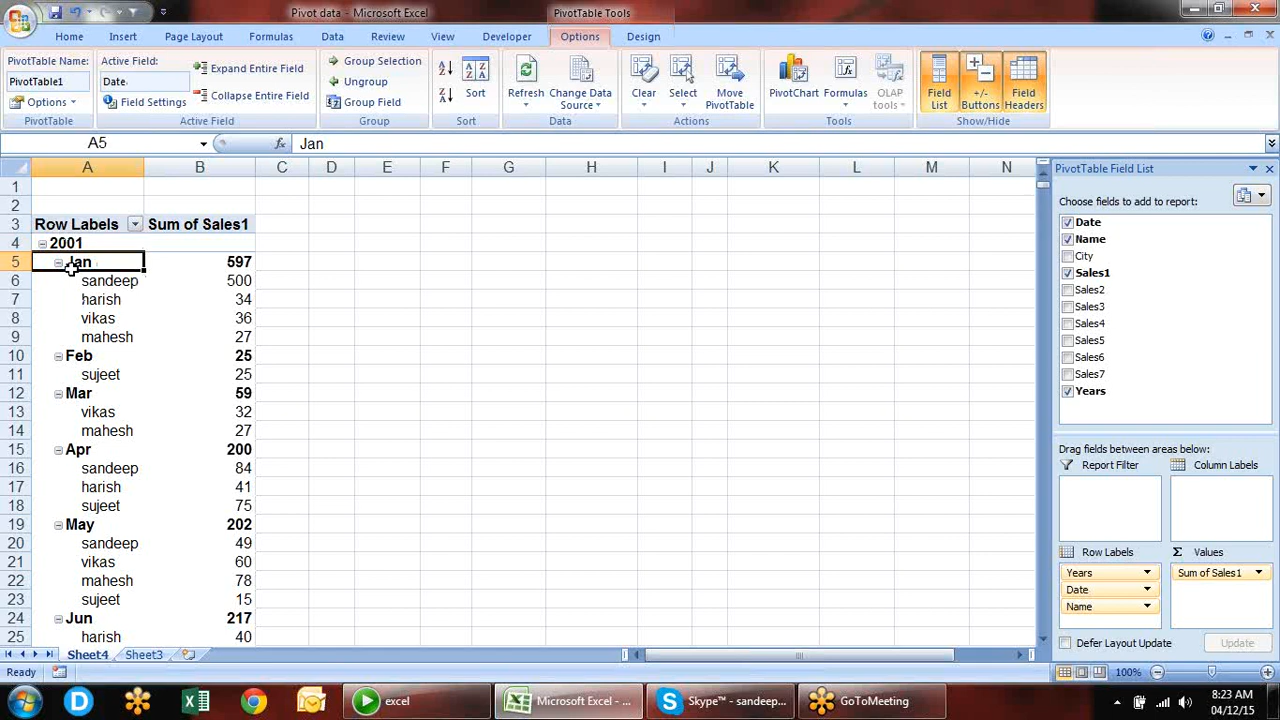 Pivot data - Microsoft Excel
PivotTable Tools
Home Insert Page Layout Formulas Data Review View Developer Options Design
PivotTable Name:
PivotTable1
Options
PivotTable
Active Field:
Date
Field Settings
Expand Entire Field
Collapse Entire Field
Active Field
Group Selection
Ungroup
Group Field
Group
Sort
Sort
Refresh
Change Data Source
Data
Clear
Select
Move PivotTable
Actions
PivotChart
Formulas
OLAP tools
Tools
Field List
+/- Buttons
Field Headers
Show/Hide
A5 fx Jan
A B C D E F G H I J K L M N
1
2
3 Row Labels Sum of Sales1
4 2001
5 Jan 597
6 sandeep 500
7 harish 34
8 vikas 36
9 mahesh 27
10 Feb 25
11 sujeet 25
12 Mar 59
13 vikas 32
14 mahesh 27
15 Apr 200
16 sandeep 84
17 harish 41
18 sujeet 75
19 May 202
20 sandeep 49
21 vikas 60
22 mahesh 78
23 sujeet 15
24 Jun 217
25 harish 40
PivotTable Field List
Choose fields to add to report:
Date
Name
City
Sales1
Sales2
Sales3
Sales4
Sales5
Sales6
Sales7
Years
Drag fields between areas below:
Report Filter Column Labels
Row Labels Σ Values
Years Sum of Sales1
Date
Name
Defer Layout Update Update
Sheet4 Sheet3
Ready 100%
excel Microsoft Excel - ... Skype™ - sandeep... GoToMeeting
8:23 AM
04/12/15